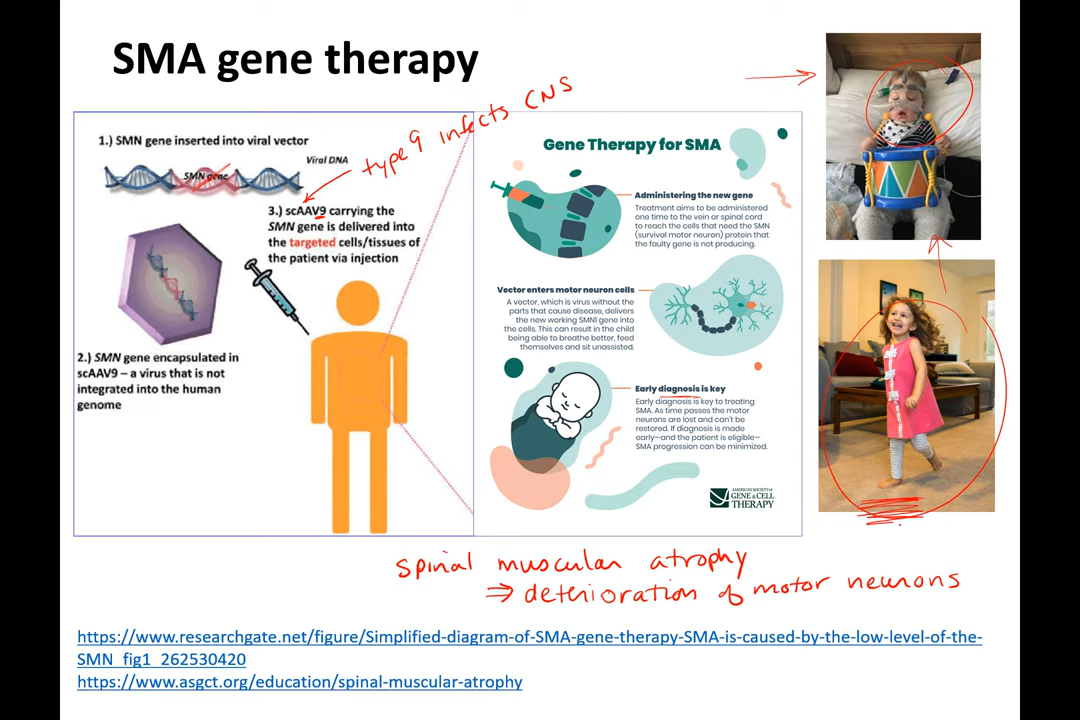 SMA gene therapy
type 9 infects CNS
1.) SMN gene inserted into viral vector
Viral DNA
SMN gene
3.) scAAV9 carrying the
SMN gene is delivered into
the targeted cells/tissues of
the patient via injection
2.) SMN gene encapsulated in
scAAV9 – a virus that is not
integrated into the human
genome
Gene Therapy for SMA
Administering the new gene
Treatment aims to be administered
one time to the vein or spinal cord
to reach the cells that need the SMN
(survival motor neuron) protein that
the faulty gene is not producing.
Vector enters motor neuron cells
A vector, which is virus without the
parts that cause disease, delivers
the new working SMN1 gene into
the cells. This can result in the child
being able to breathe better, feed
themselves and sit unassisted.
Early diagnosis is key
Early diagnosis is key to treating
SMA. As time passes the motor
neurons are lost and can't be
restored. If diagnosis is made
early—and the patient is eligible—
SMA progression can be minimized.
AMERICAN SOCIETY of
GENE & CELL
THERAPY
spinal muscular atrophy
⇒ deterioration of motor neurons
https://www.researchgate.net/figure/Simplified-diagram-of-SMA-gene-therapy-SMA-is-caused-by-the-low-level-of-the-
SMN_fig1_262530420
https://www.asgct.org/education/spinal-muscular-atrophy